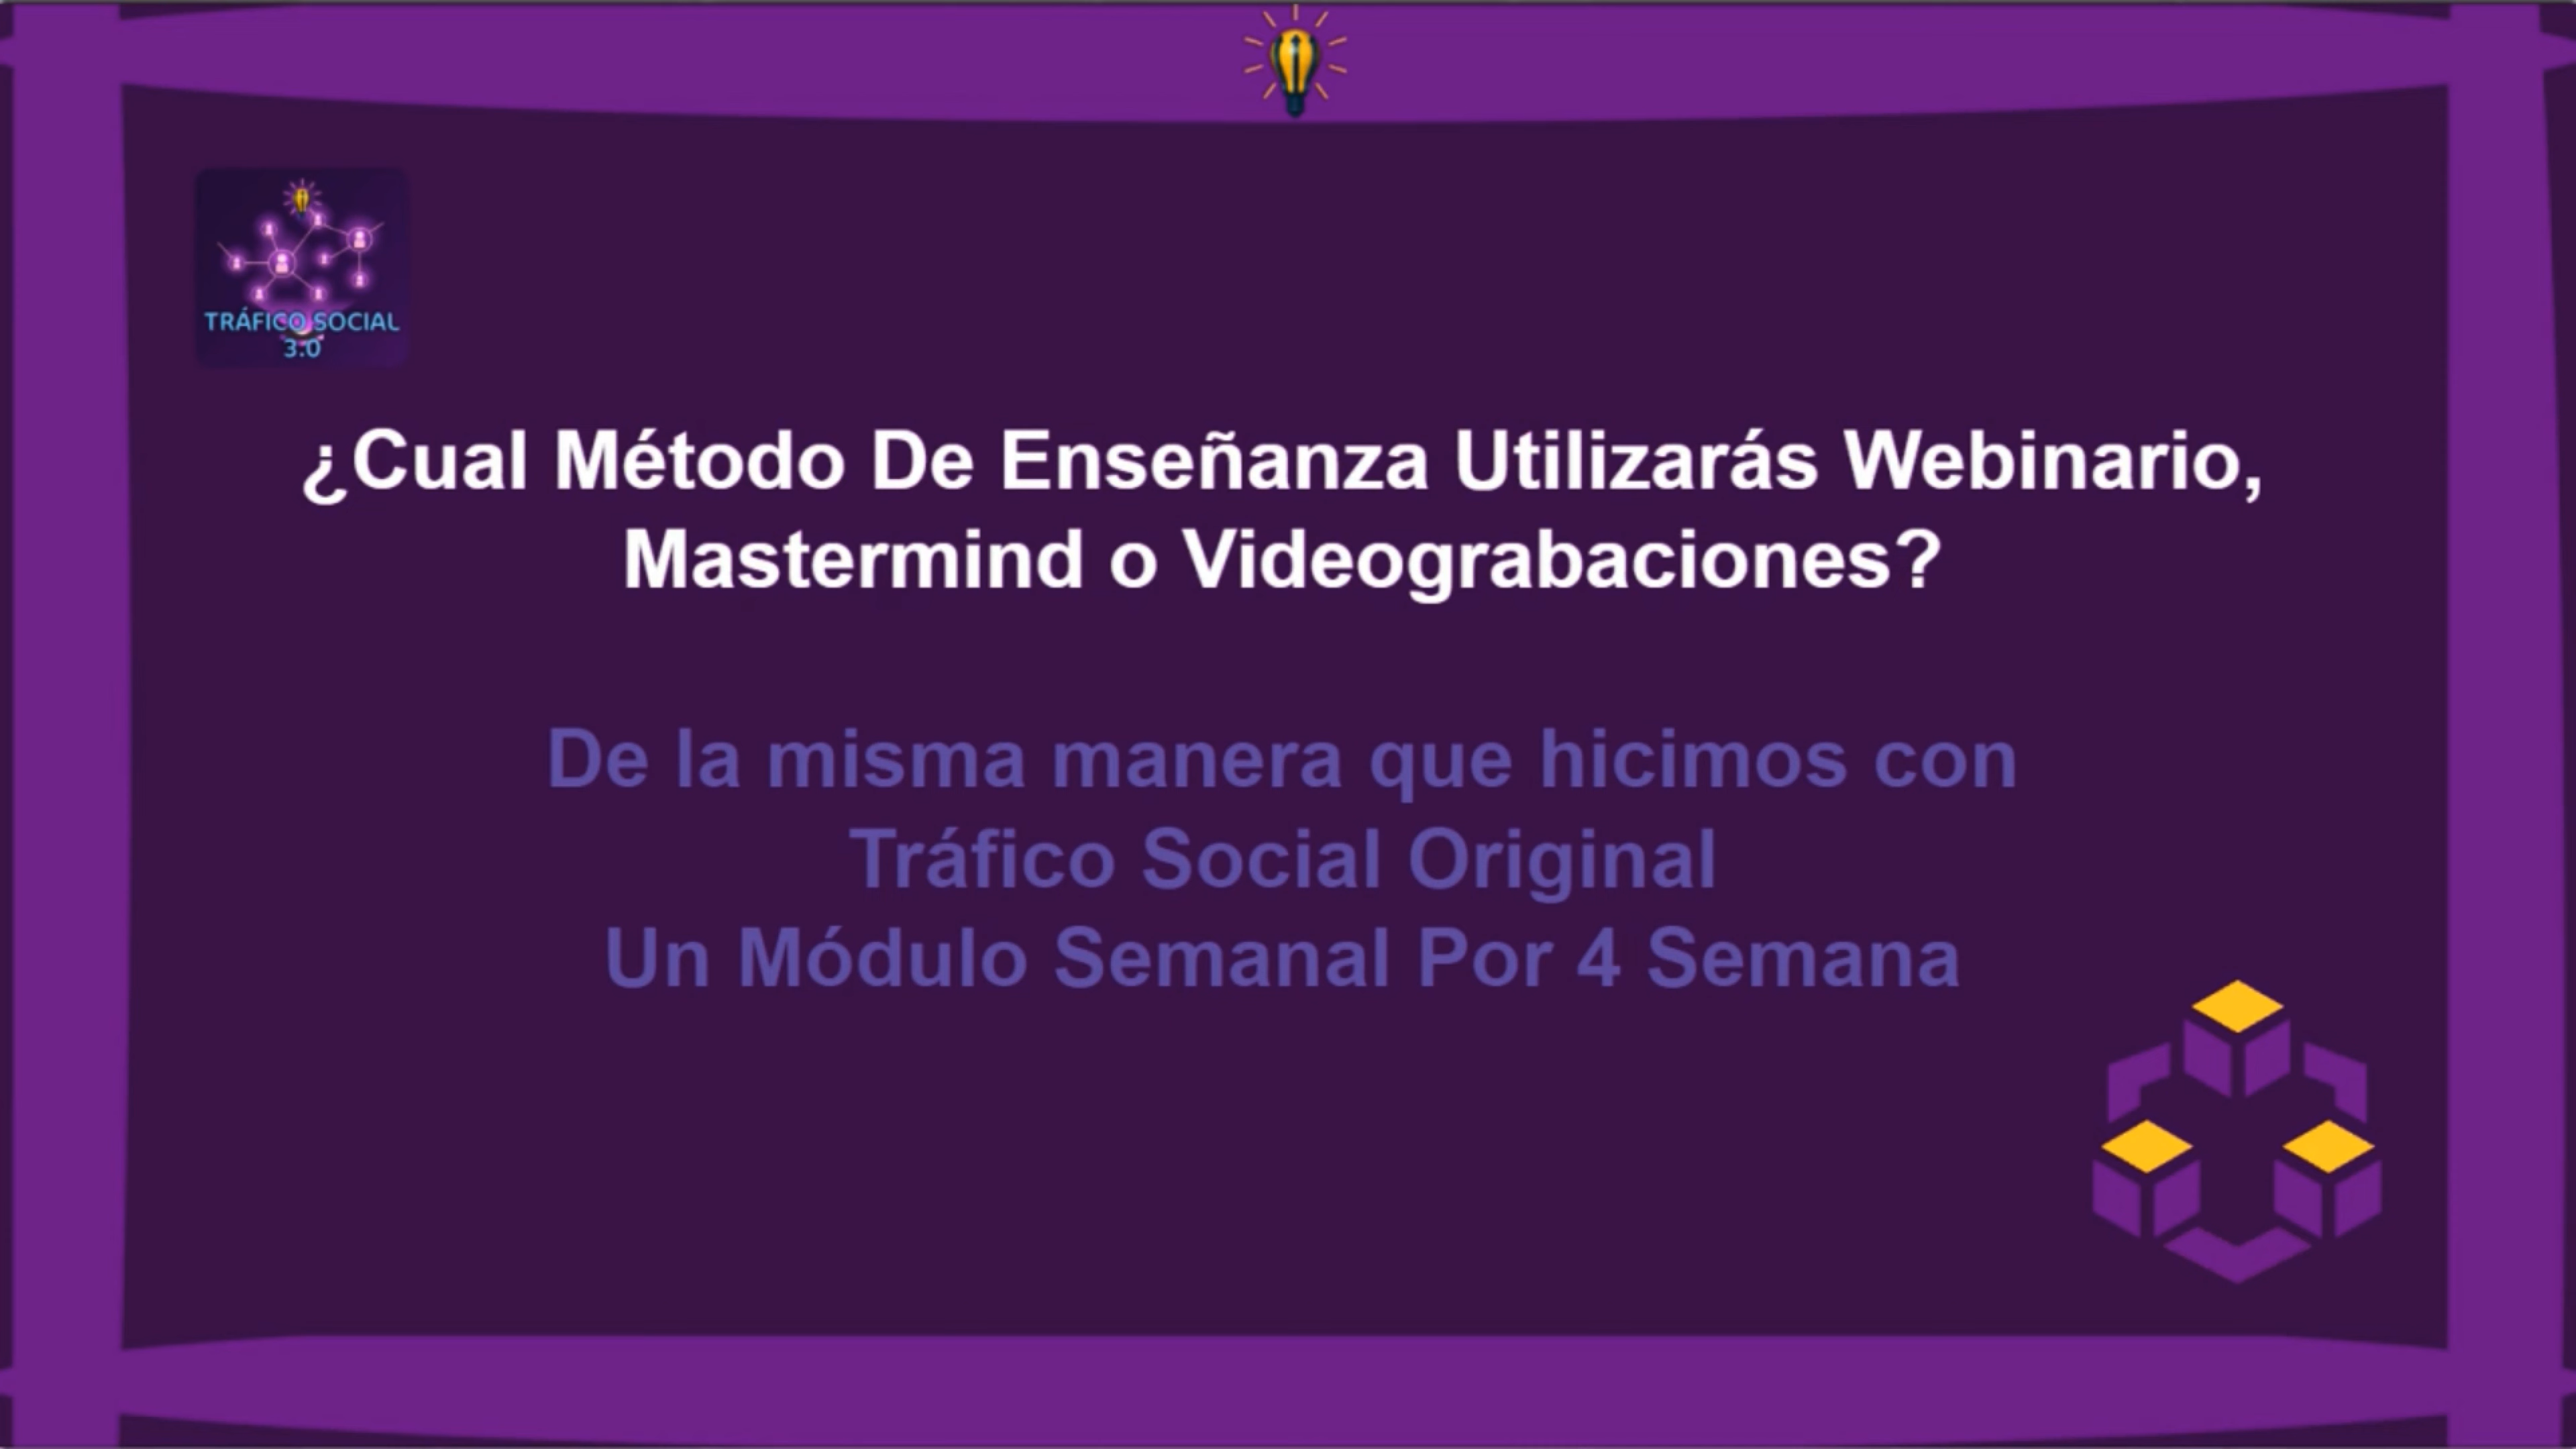 TRÁFICO SOCIAL
3.0
¿Cual Método De Enseñanza Utilizarás Webinario,
Mastermind o Videograbaciones?
De la misma manera que hicimos con
Tráfico Social Original
Un Módulo Semanal Por 4 Semana